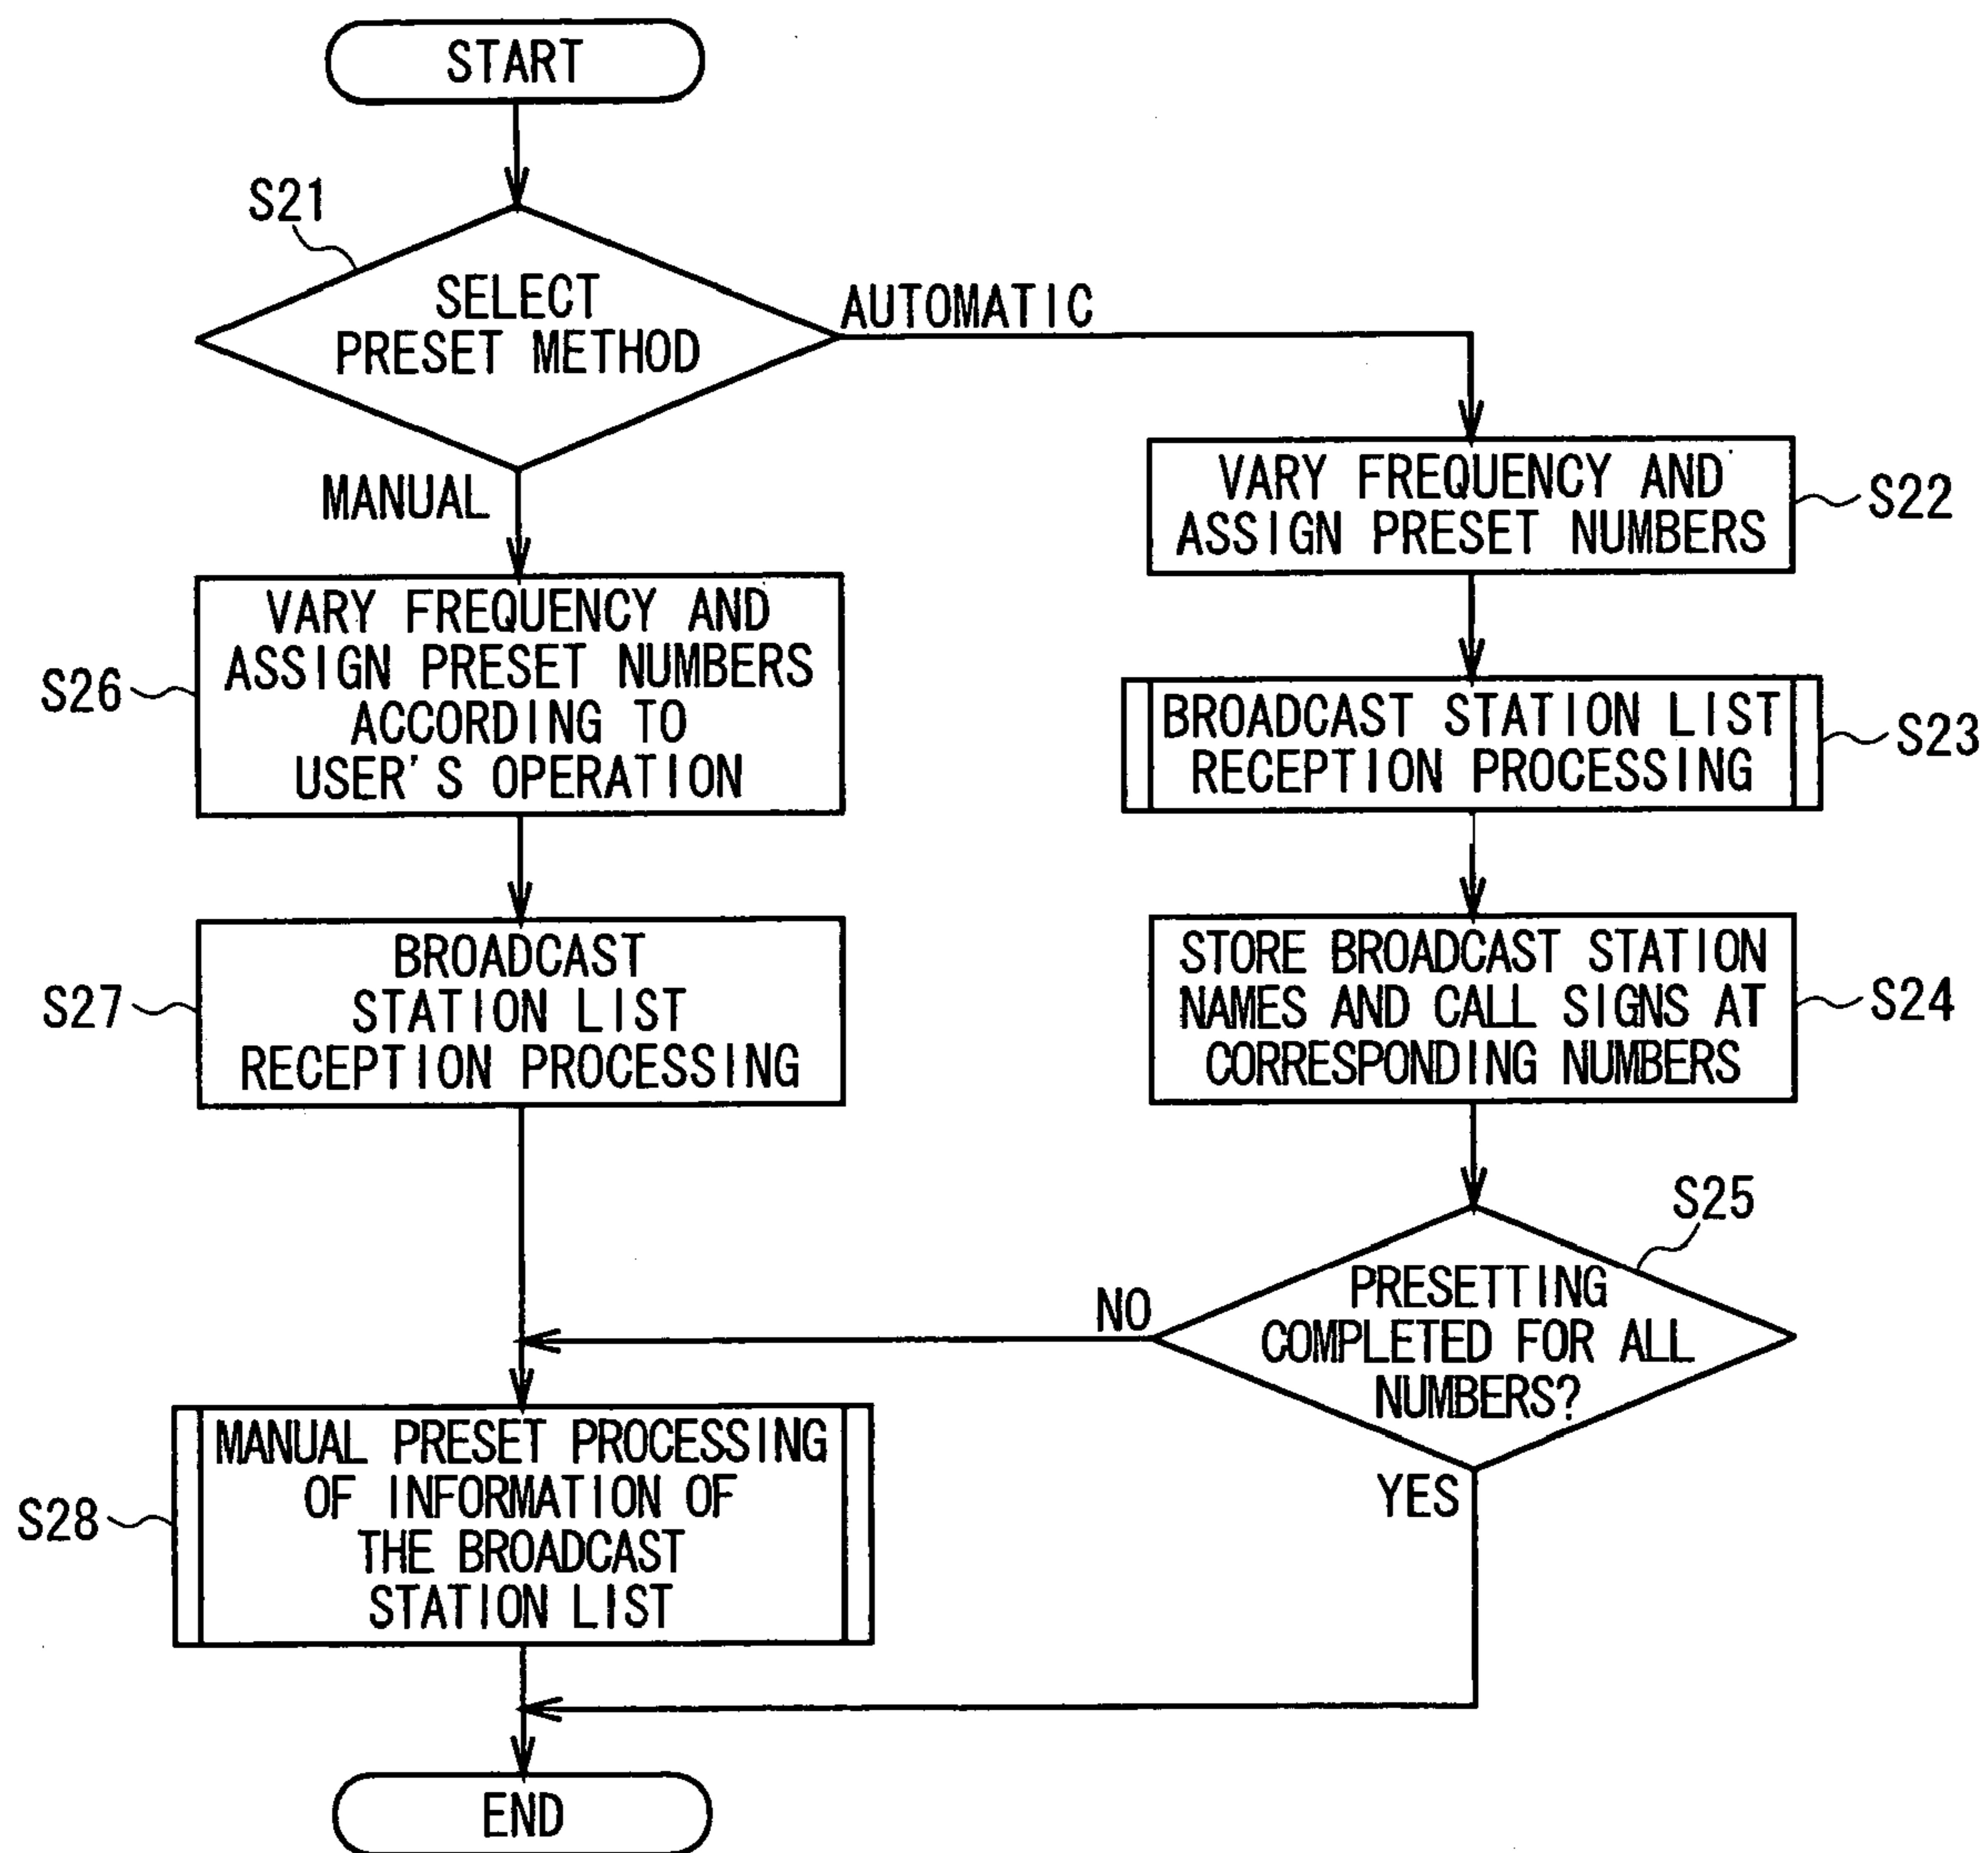 START
S21
SELECT
PRESET METHOD
AUTOMATIC
MANUAL
VARY FREQUENCY AND
ASSIGN PRESET NUMBERS
S22
VARY FREQUENCY AND
ASSIGN PRESET NUMBERS
ACCORDING TO
USER'S OPERATION
S26
BROADCAST STATION LIST
RECEPTION PROCESSING
S23
BROADCAST
STATION LIST
RECEPTION PROCESSING
S27
STORE BROADCAST STATION
NAMES AND CALL SIGNS AT
CORRESPONDING NUMBERS
S24
S25
PRESETTING
COMPLETED FOR ALL
NUMBERS?
NO
YES
MANUAL PRESET PROCESSING
OF INFORMATION OF
THE BROADCAST
STATION LIST
S28
END